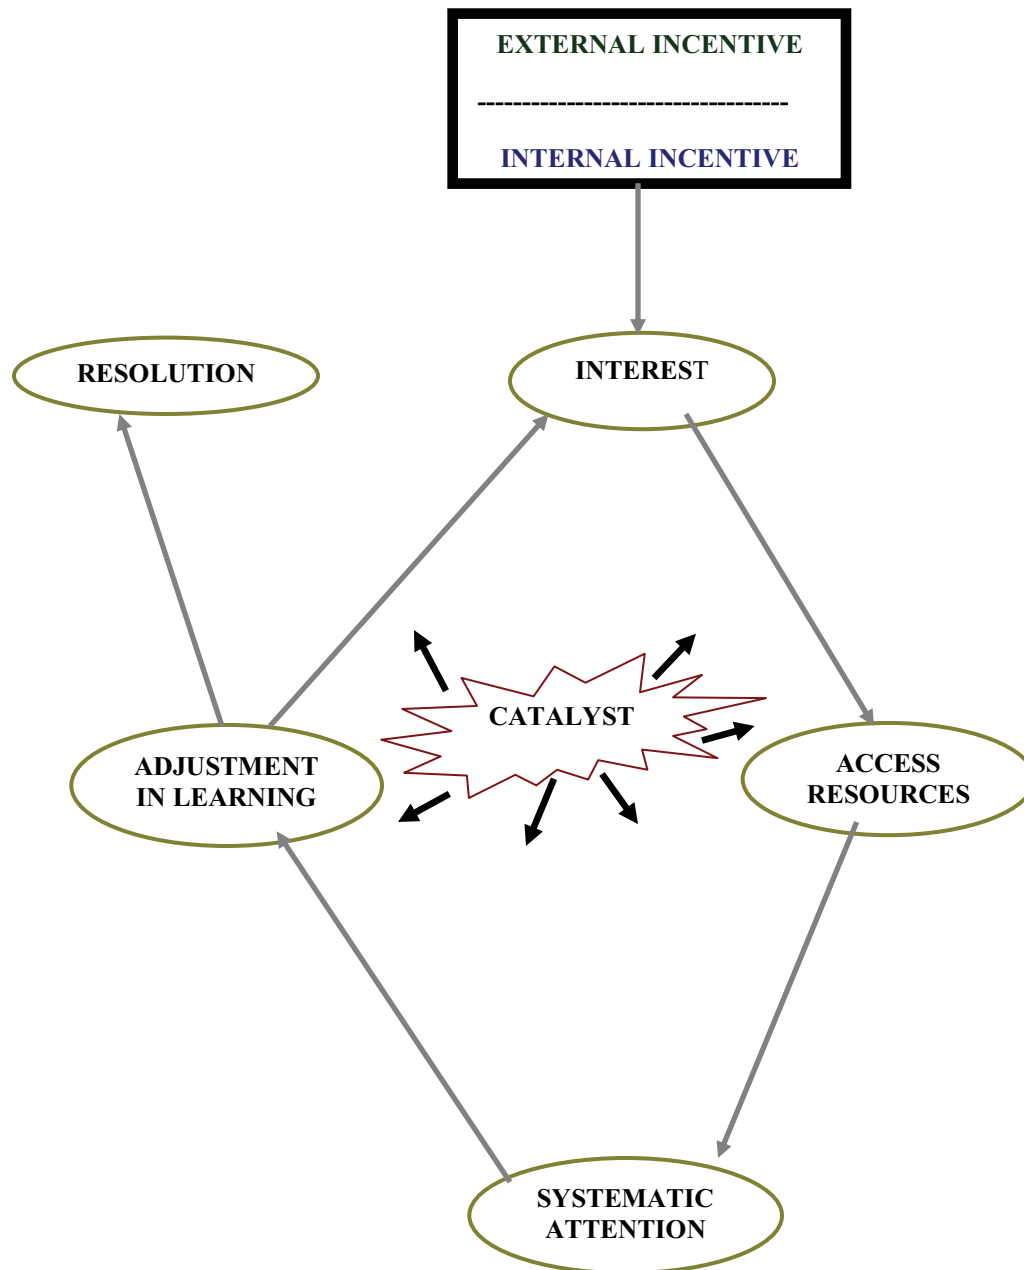 EXTERNAL INCENTIVE
-----------------------------------
INTERNAL INCENTIVE
RESOLUTION
INTEREST
CATALYST
ADJUSTMENT
IN LEARNING
ACCESS
RESOURCES
SYSTEMATIC
ATTENTION